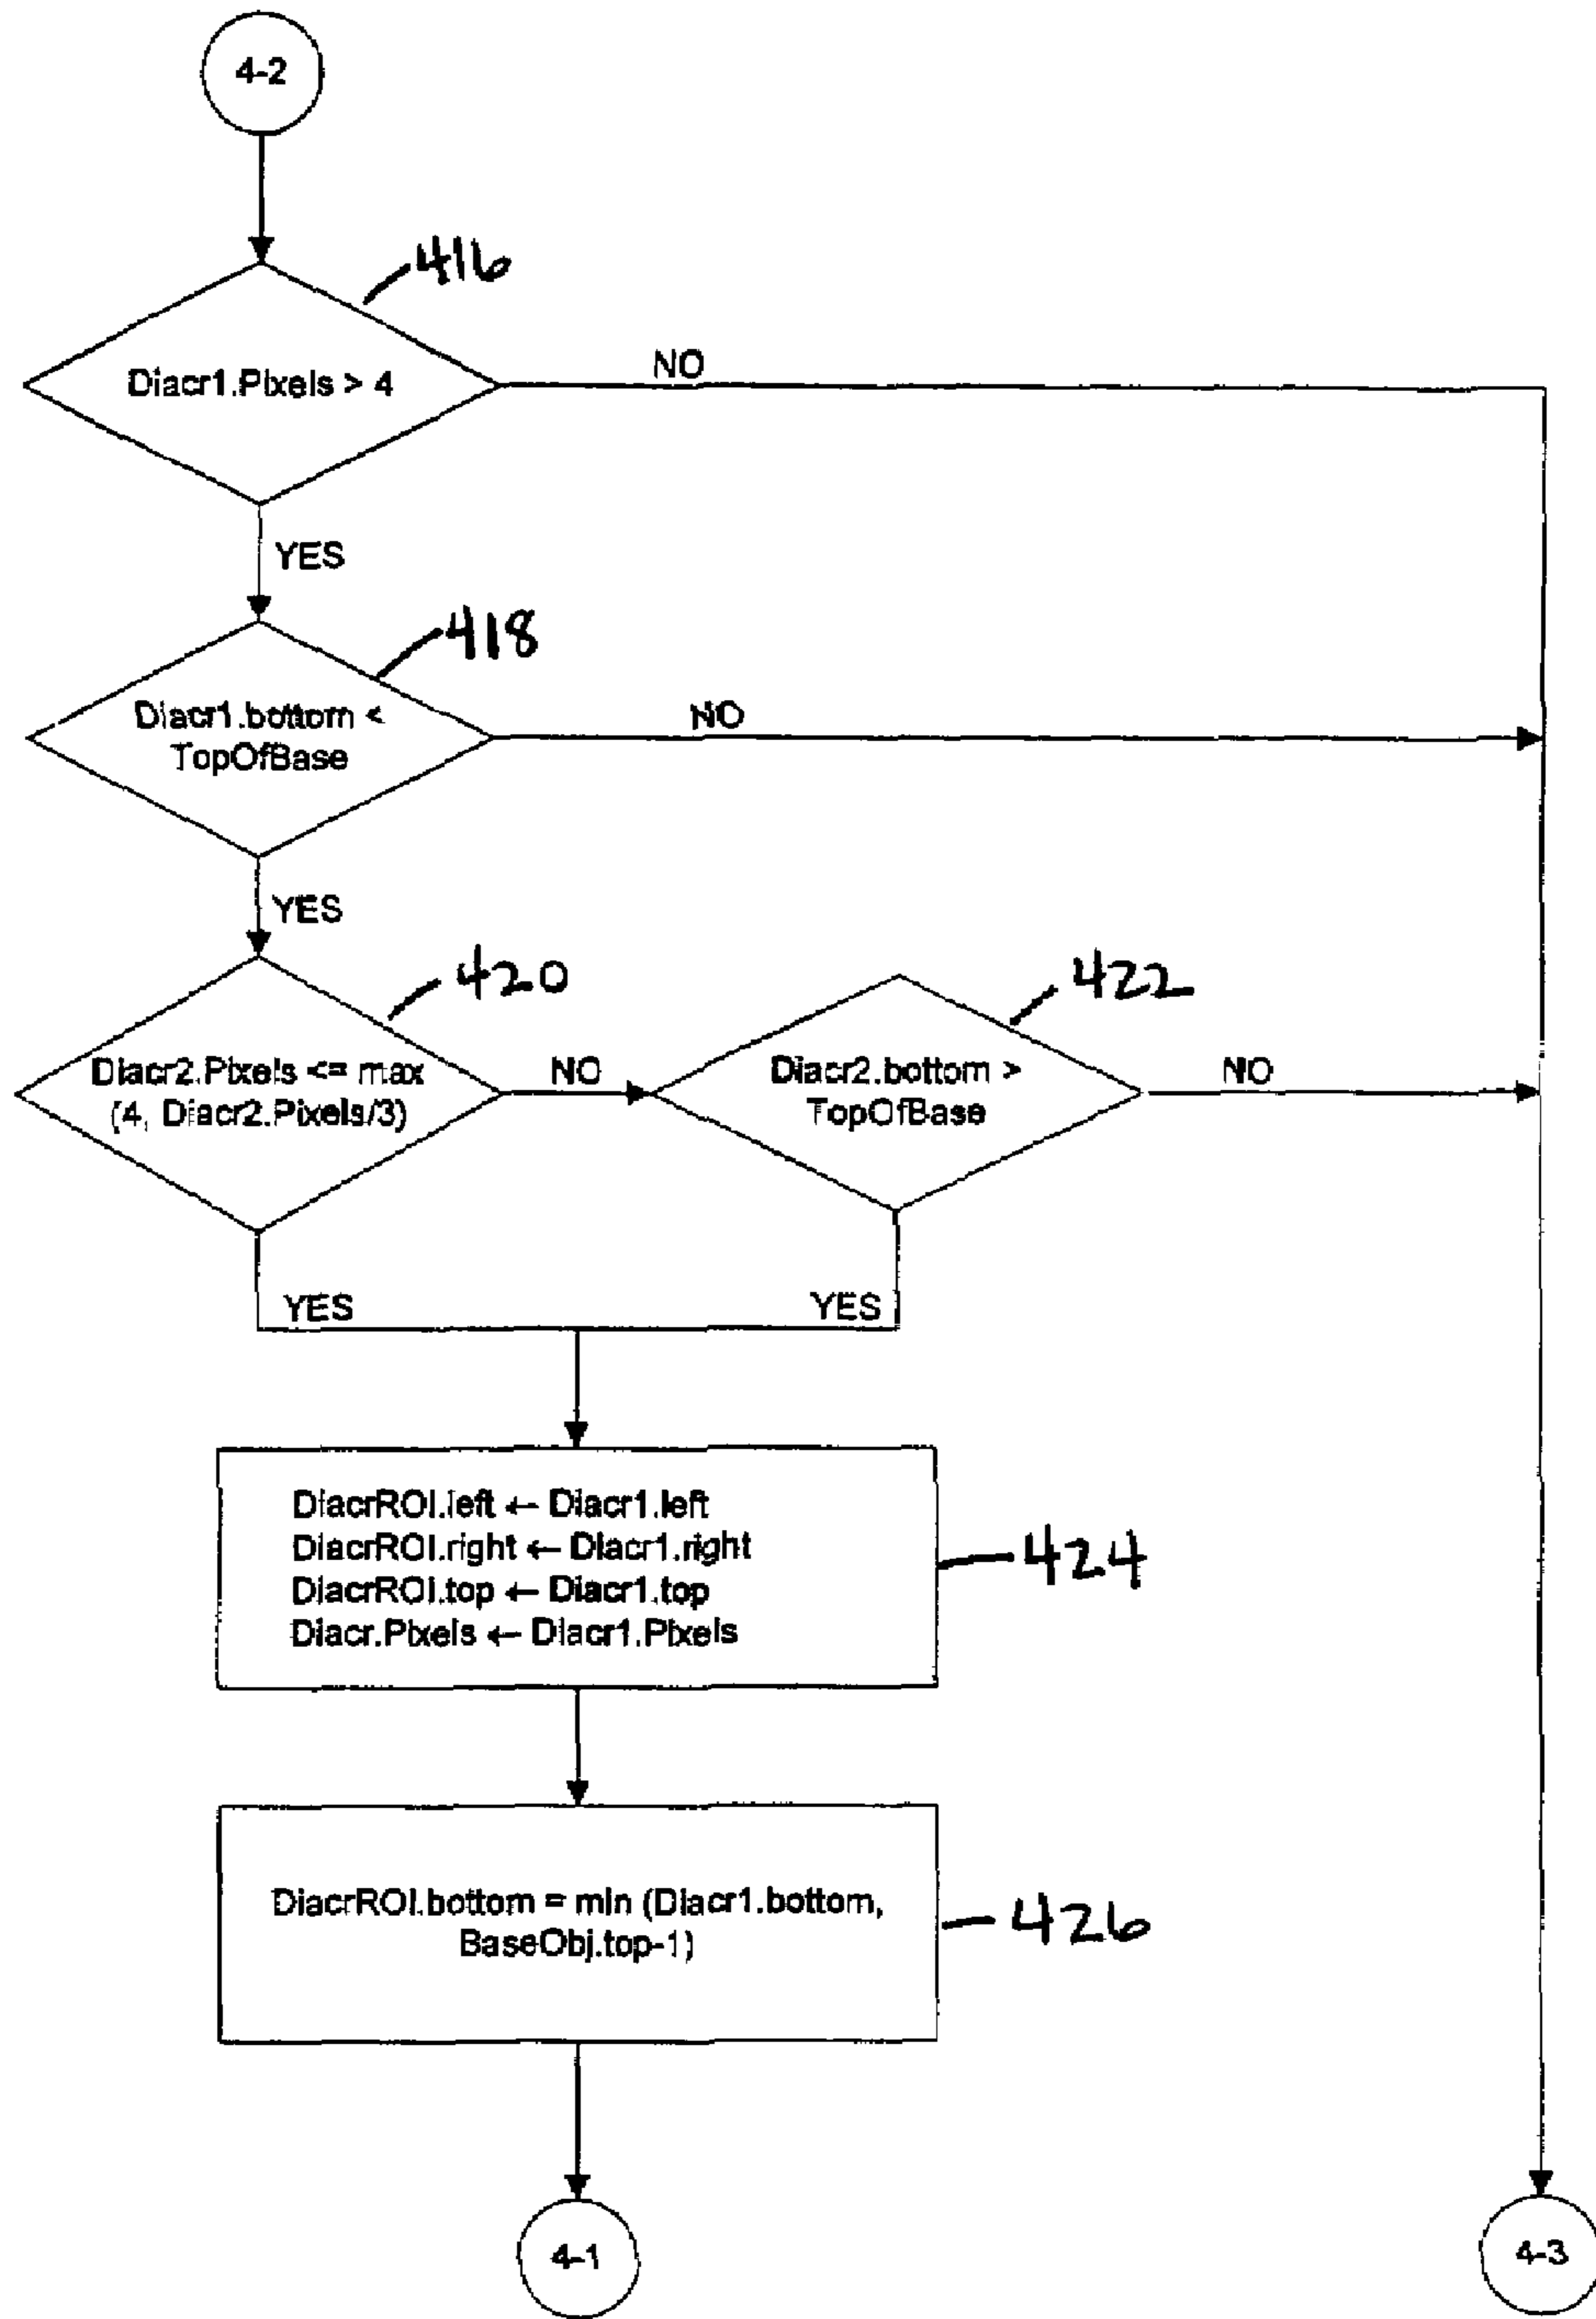 4-2
416
Diacr1.Pixels > 4
NO
YES
418
Diacr1.bottom <
TopOfBase
NO
YES
420
422
Diacr2.Pixels <= max
(4, Diacr2.Pixels/3)
NO
Diacr2.bottom >
TopOfBase
NO
YES
YES
DiacrROI.left ← Diacr1.left
DiacrROI.right ← Diacr1.right
DiacrROI.top ← Diacr1.top
Diacr.Pixels ← Diacr1.Pixels
424
DiacrROI.bottom = min (Diacr1.bottom,
BaseObj.top-1)
426
4-1
4-3